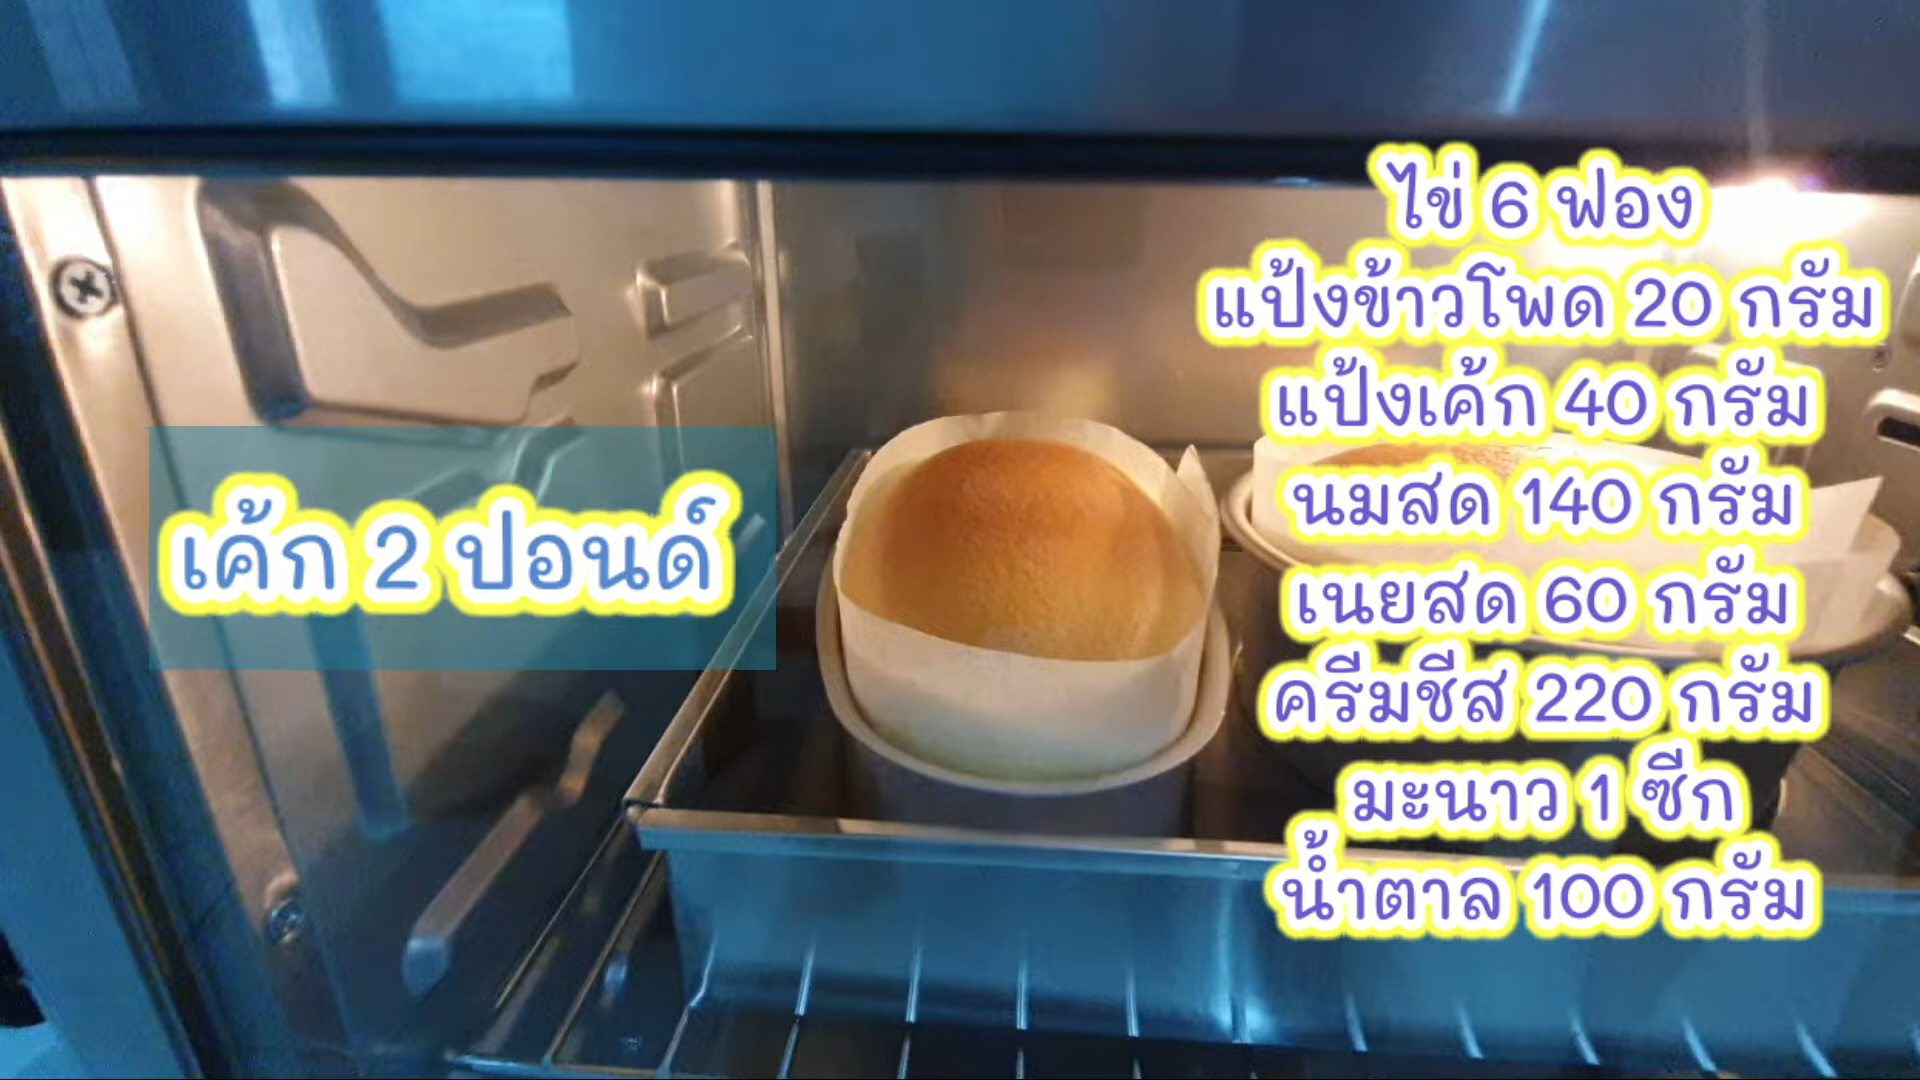 เค้ก 2 ปอนด์
ไข่ 6 ฟอง
แป้งข้าวโพด 20 กรัม
แป้งเค้ก 40 กรัม
นมสด 140 กรัม
เนยสด 60 กรัม
ครีมชีส 220 กรัม
มะนาว 1 ซีก
น้ำตาล 100 กรัม